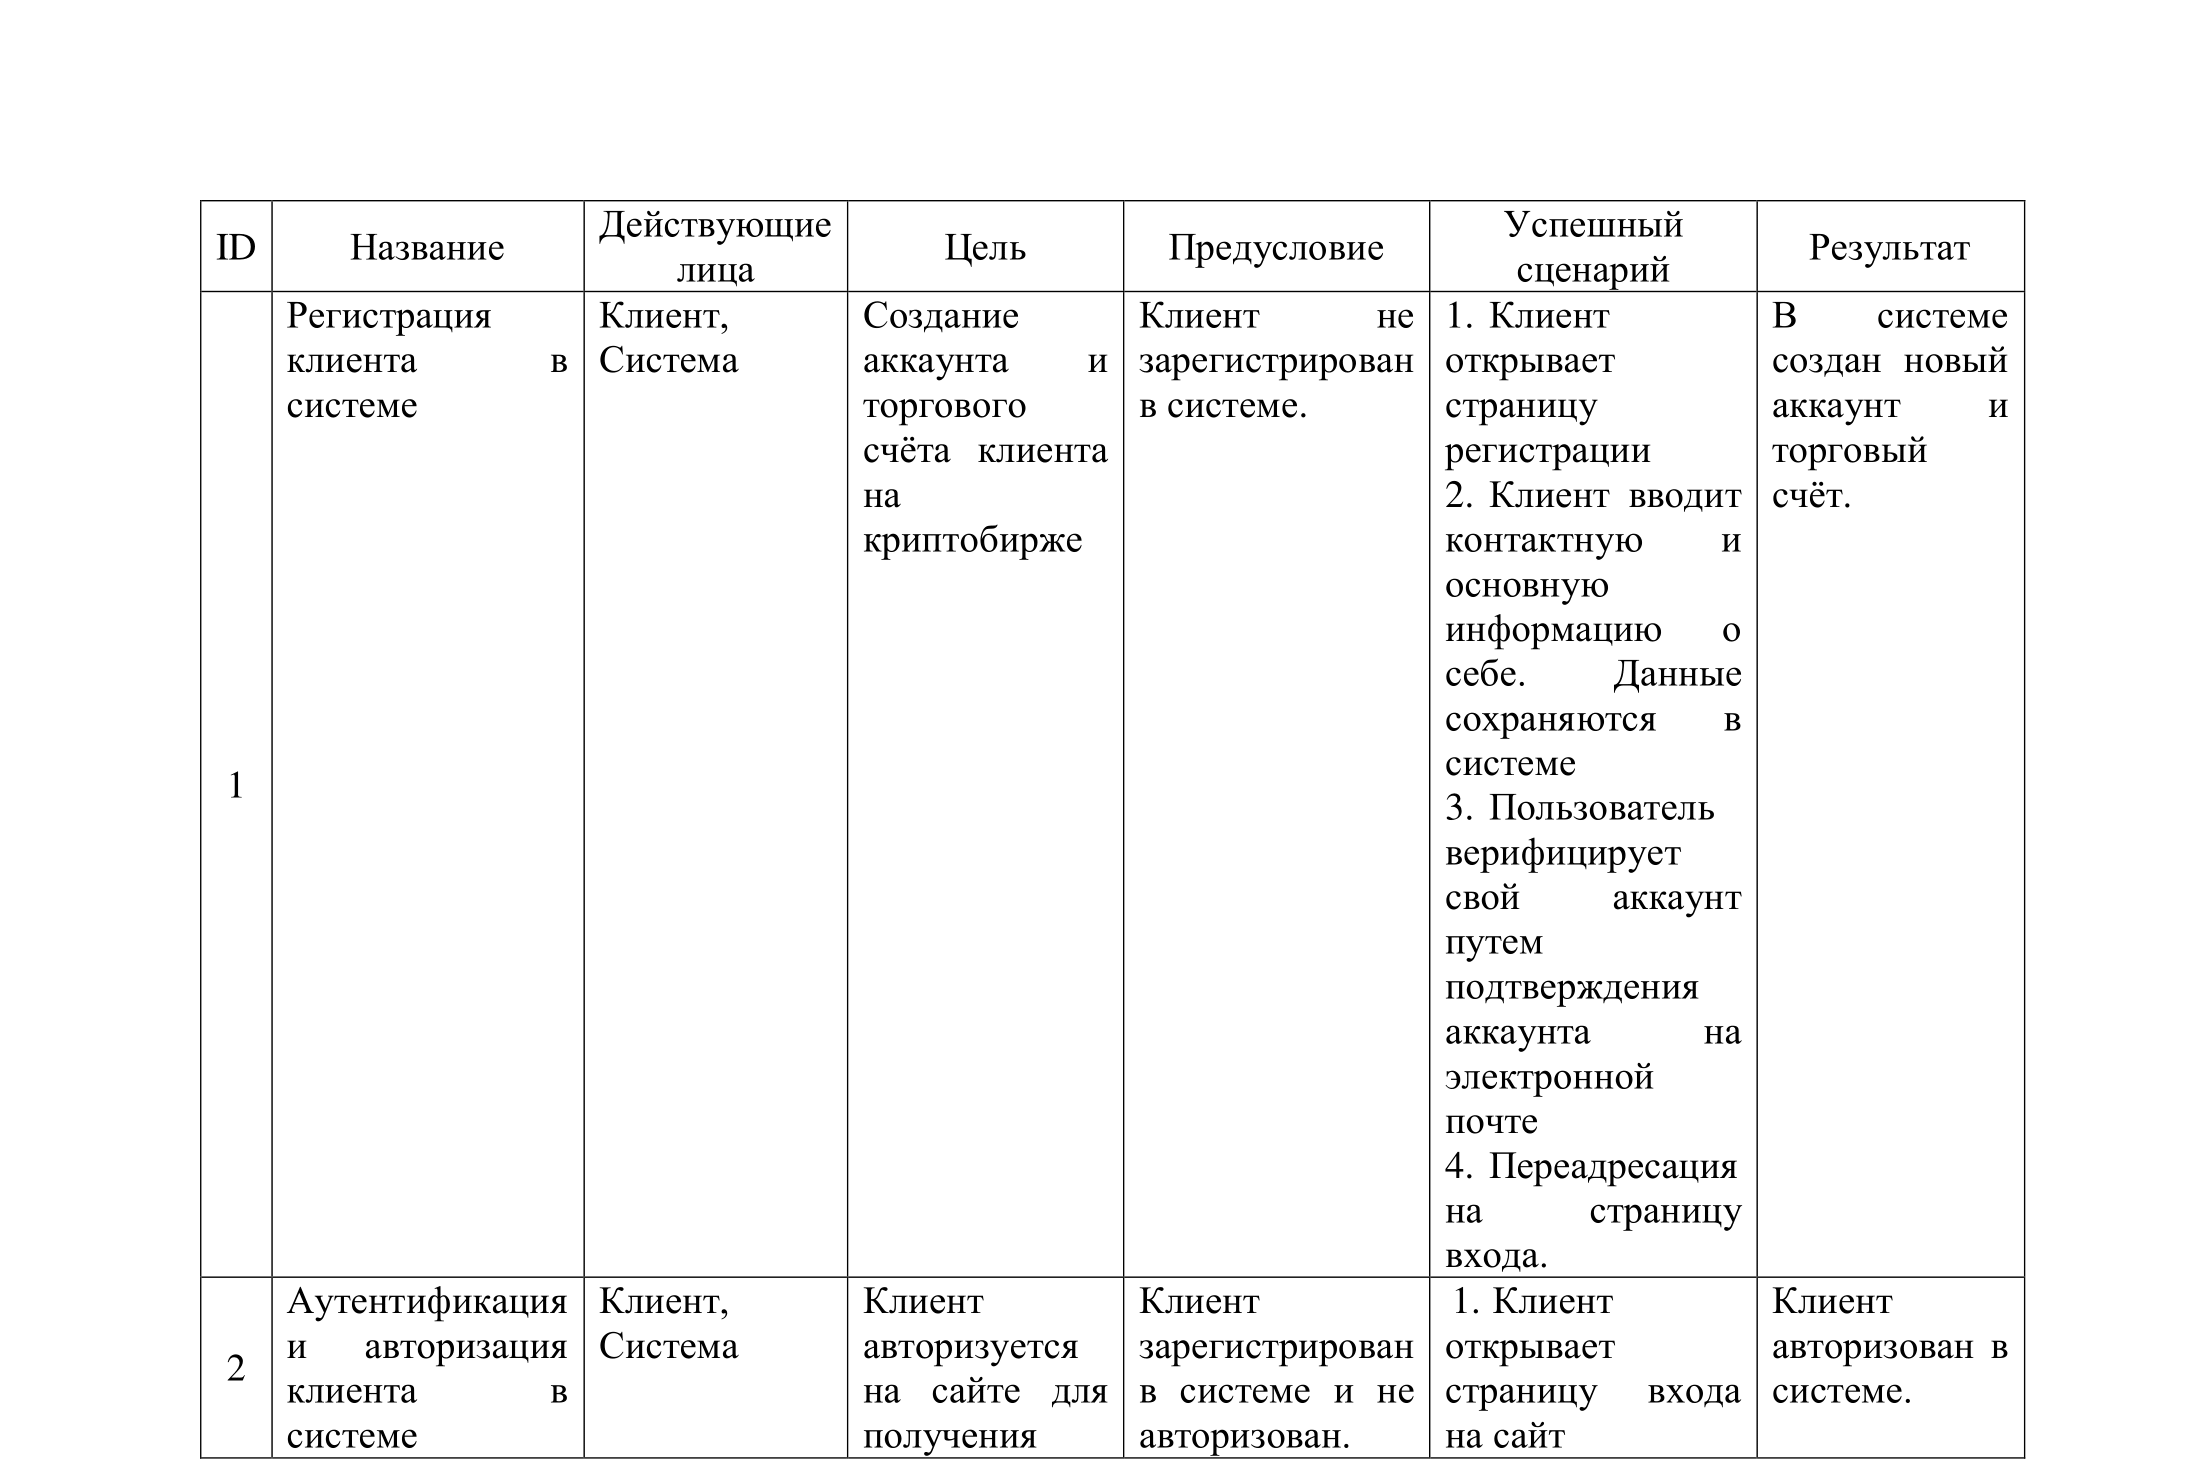 ID
Название
Действующие
лица
Цель
Предусловие
Успешный
сценарий
Результат
1
Регистрация
клиента в
системе
Клиент,
Система
Создание
аккаунта и
торгового
счёта клиента
на
криптобирже
Клиент не
зарегистрирован
в системе.
1. Клиент
открывает
страницу
регистрации
2. Клиент вводит
контактную и
основную
информацию о
себе. Данные
сохраняются в
системе
3. Пользователь
верифицирует
свой аккаунт
путем
подтверждения
аккаунта на
электронной
почте
4. Переадресация
на страницу
входа.
В системе
создан новый
аккаунт и
торговый
счёт.
2
Аутентификация
и авторизация
клиента в
системе
Клиент,
Система
Клиент
авторизуется
на сайте для
получения
Клиент
зарегистрирован
в системе и не
авторизован.
1. Клиент
открывает
страницу входа
на сайт
Клиент
авторизован в
системе.